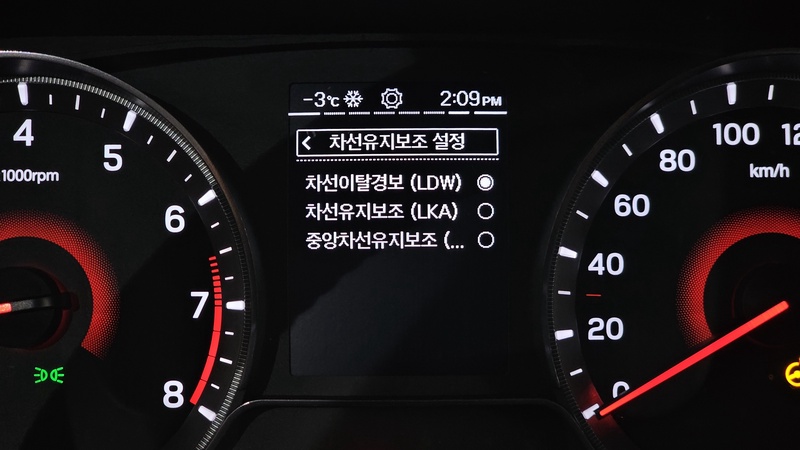 -3℃ 2:09PM
차선유지보조 설정
차선이탈경보 (LDW)
차선유지보조 (LKA)
중앙차선유지보조 (...
4
5
6
7
8
1000rpm
100
80
60
40
20
0
km/h